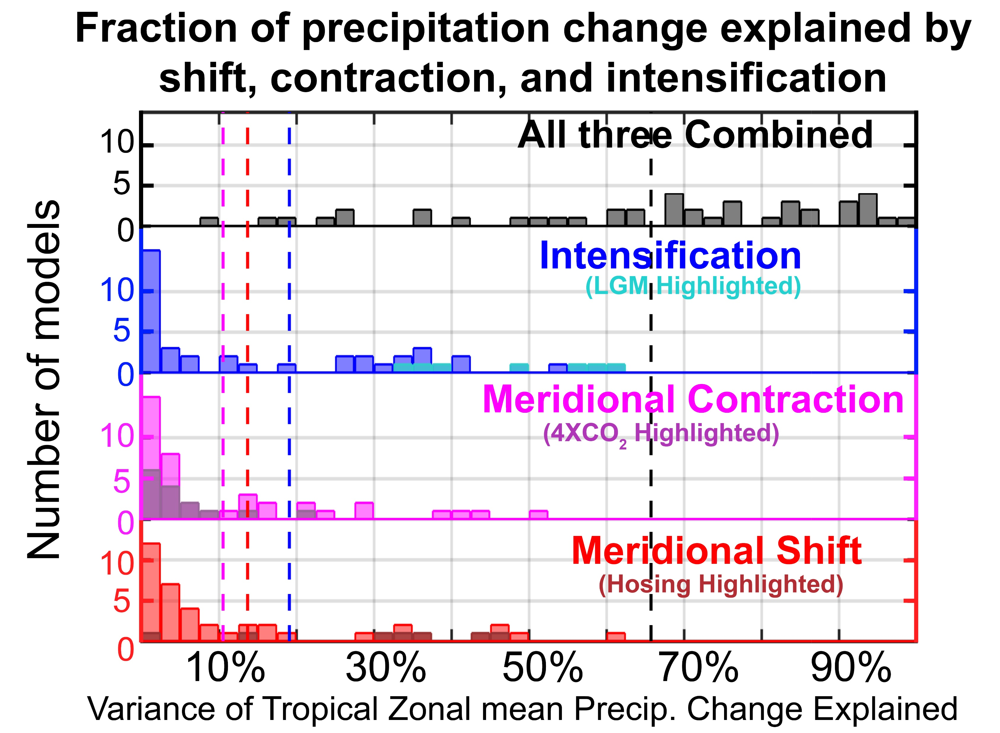 Fraction of precipitation change explained by
shift, contraction, and intensification
Number of models
10
5
0
All three Combined
10
5
0
Intensification
(LGM Highlighted)
10
5
0
Meridional Contraction
(4XCO₂ Highlighted)
10
5
0
Meridional Shift
(Hosing Highlighted)
10% 30% 50% 70% 90%
Variance of Tropical Zonal mean Precip. Change Explained